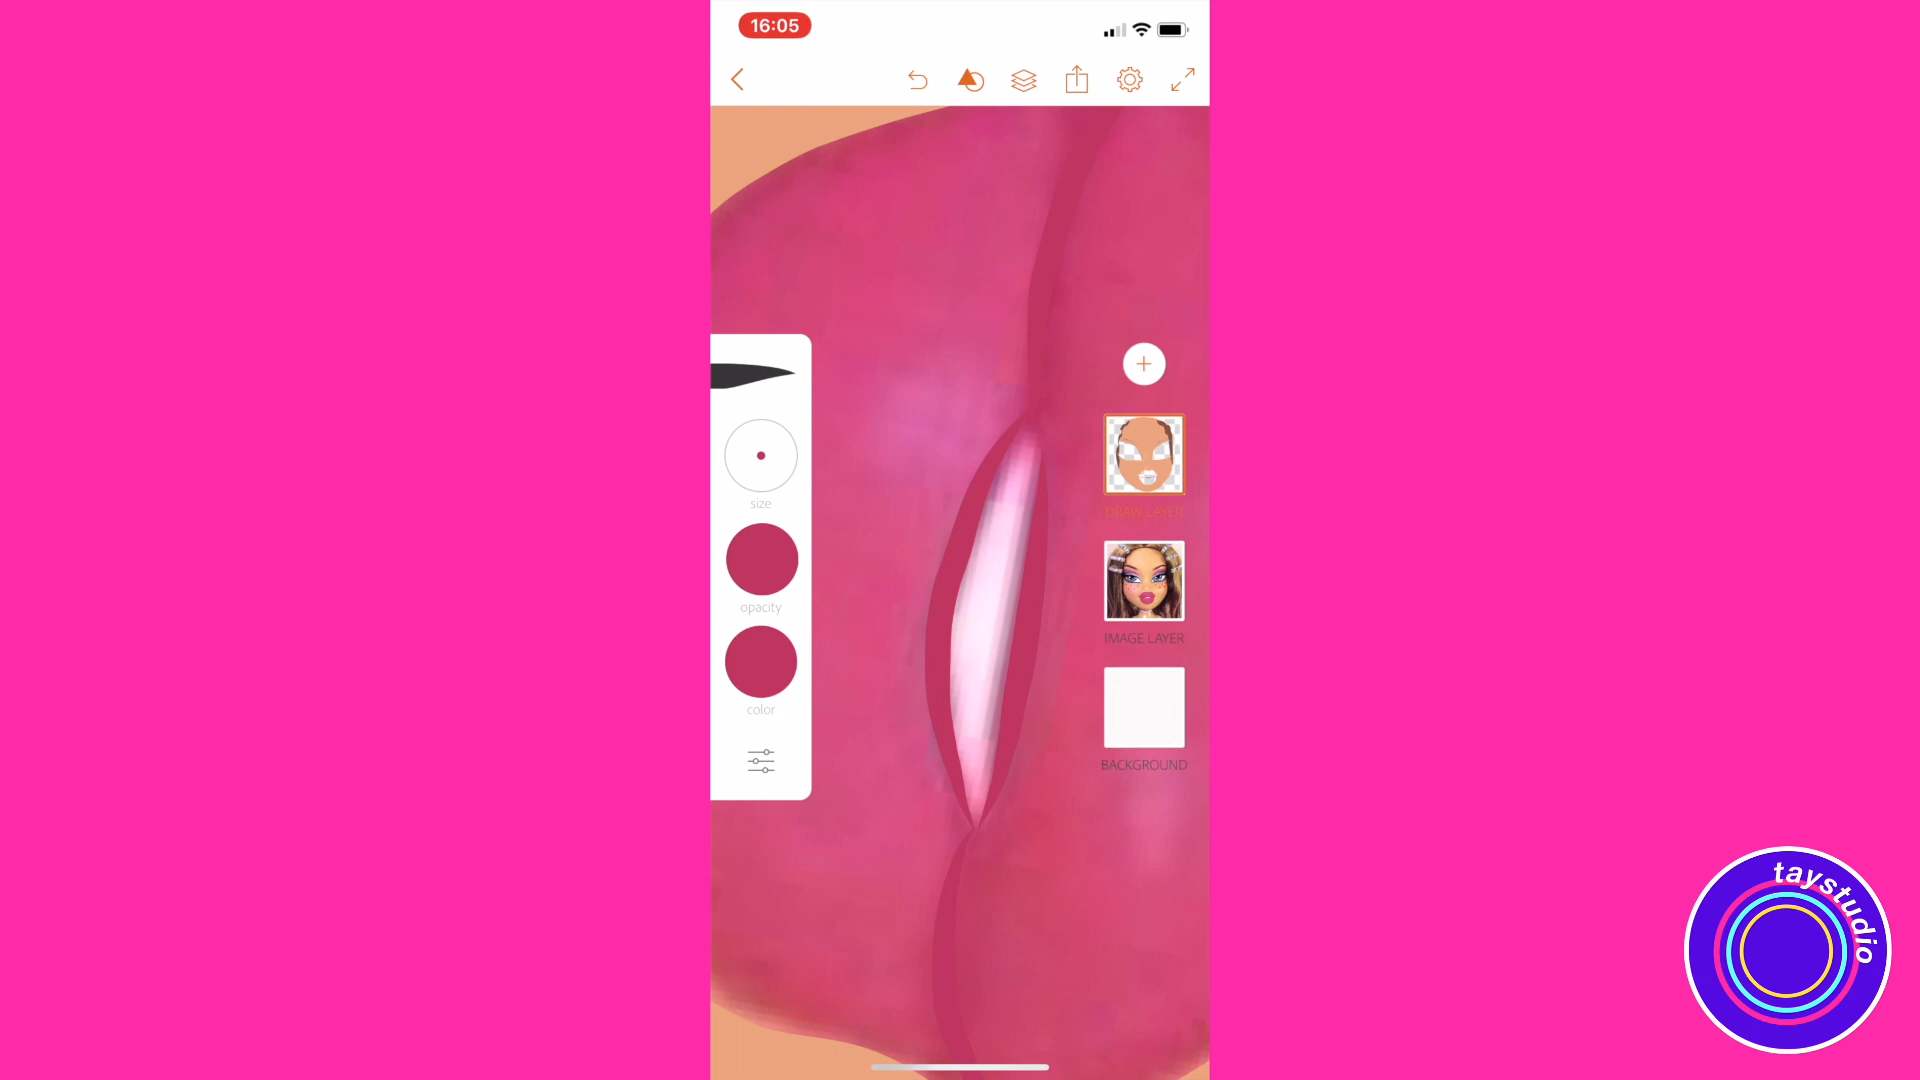 16:05
size
DRAW LAYER
opacity
IMAGE LAYER
color
BACKGROUND
taystudio